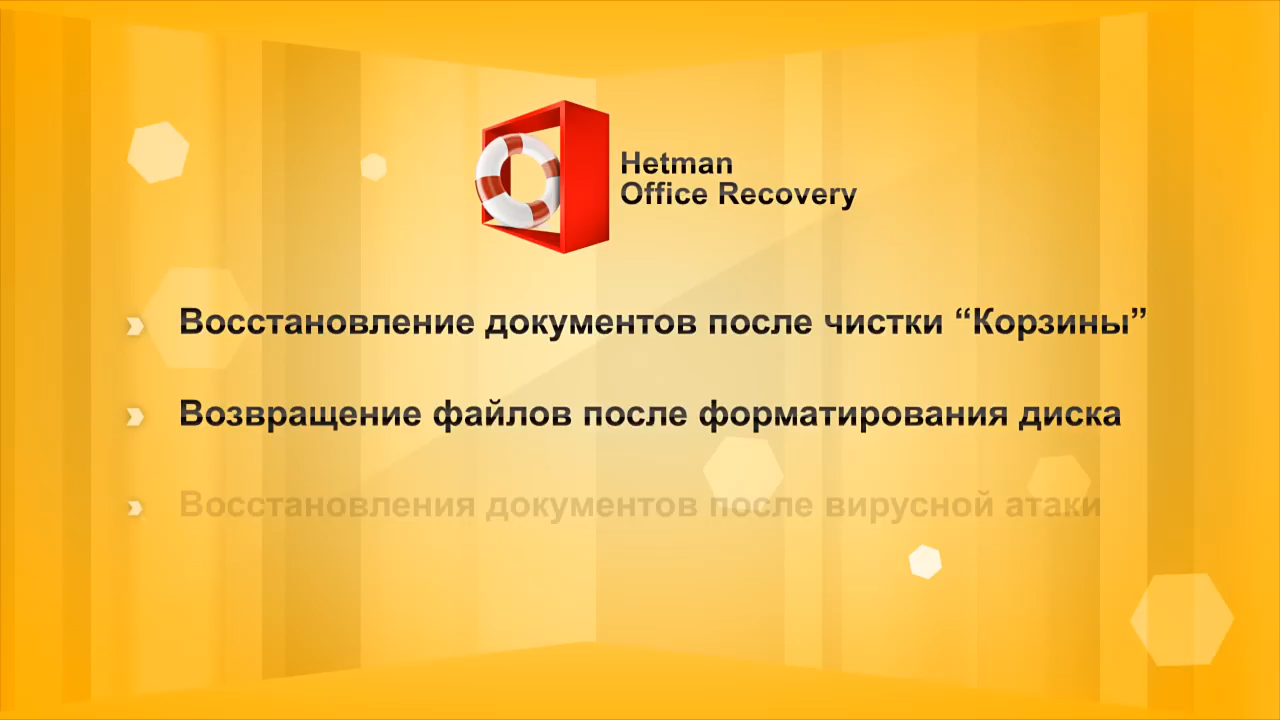 Hetman
Office Recovery
Восстановление документов после чистки “Корзины”
Возвращение файлов после форматирования диска
Восстановления документов после вирусной атаки